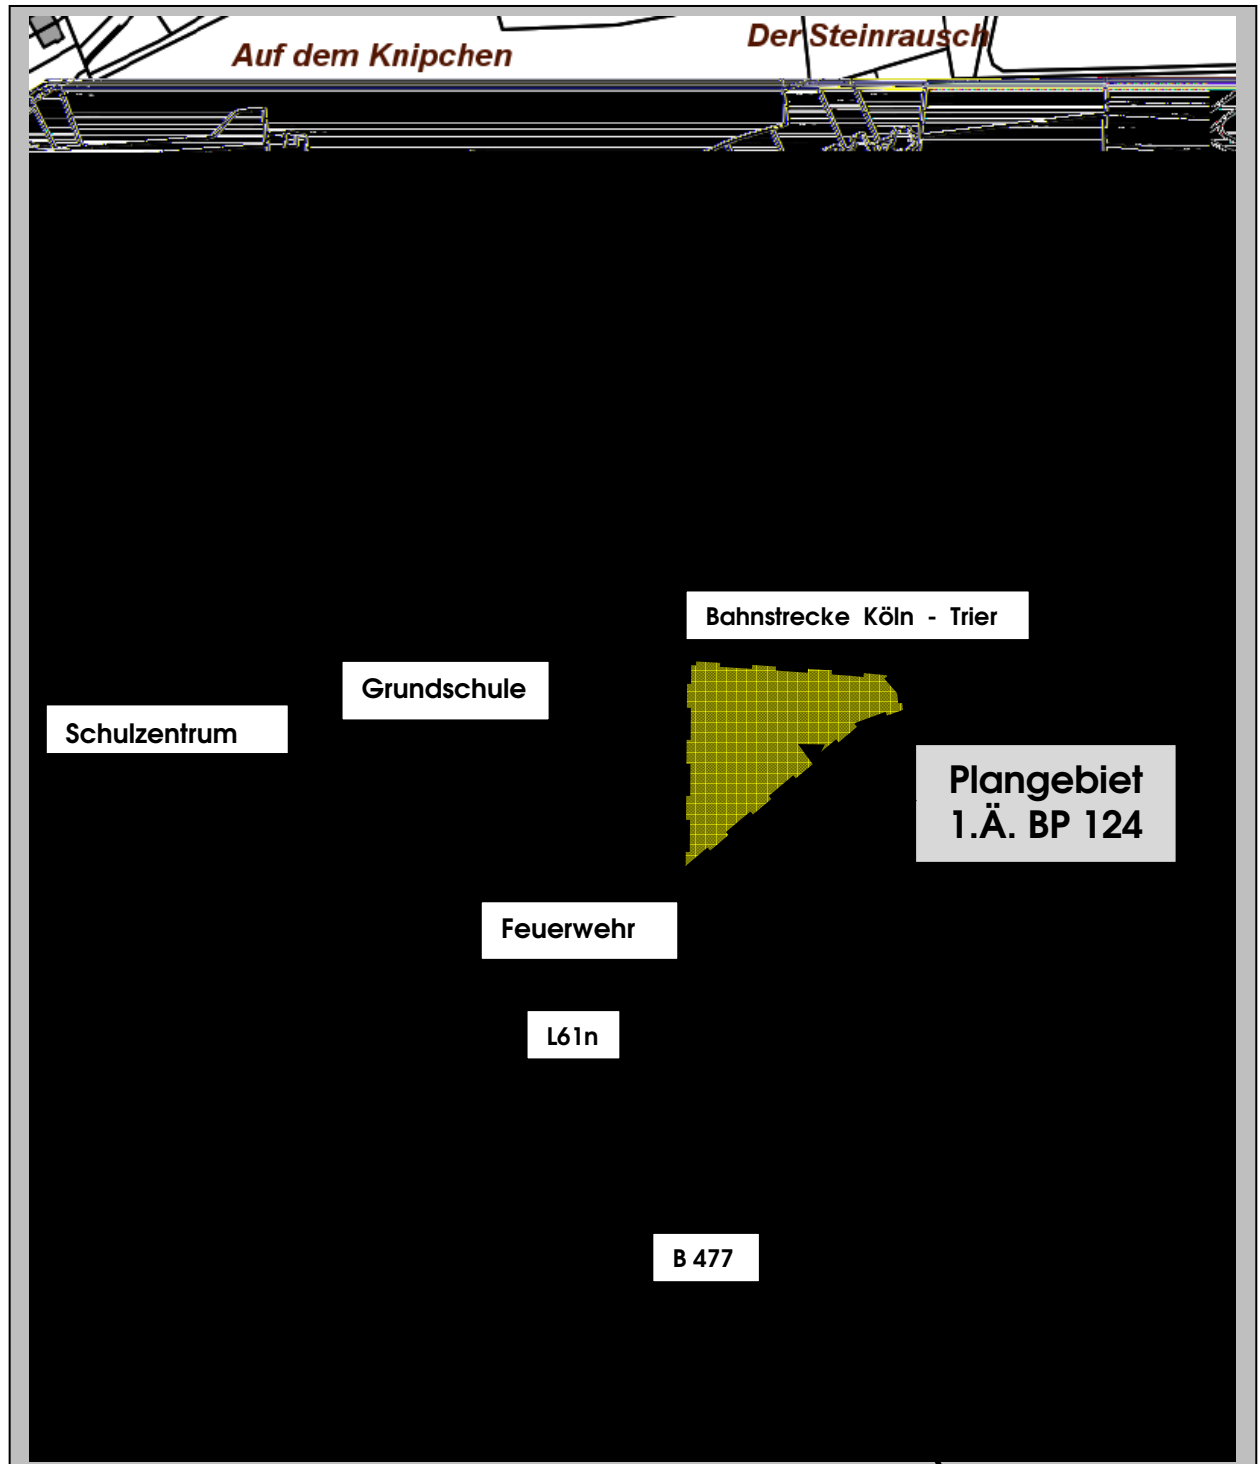 Auf dem Knipchen
Der Steinrausch
Bahnstrecke Köln - Trier
Grundschule
Schulzentrum
Plangebiet
1.Ä. BP 124
Feuerwehr
L61n
B 477